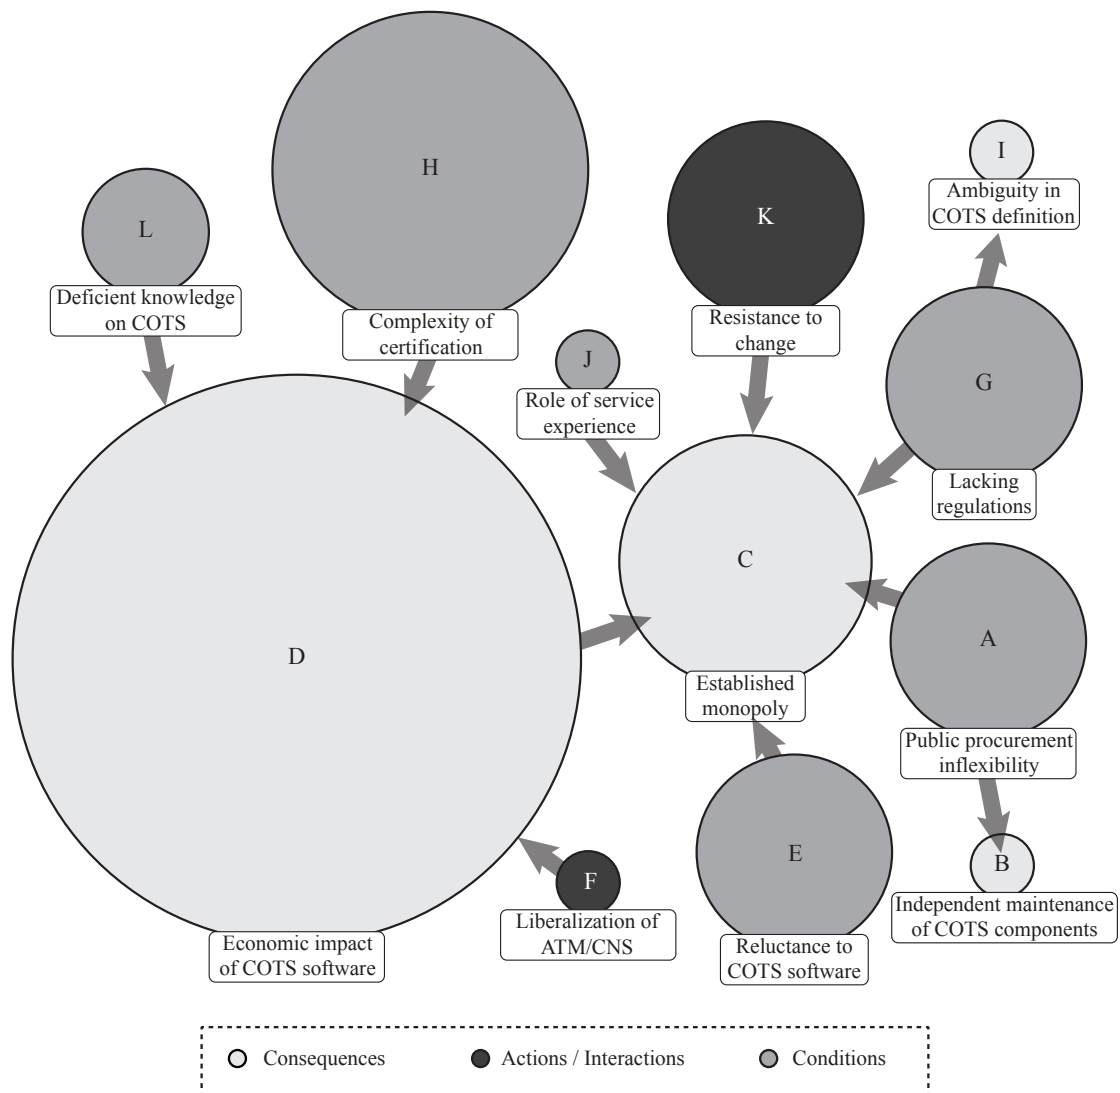 H
I
Ambiguity in
COTS definition
K
L
Deficient knowledge
on COTS
Complexity of
certification
Resistance to
change
J
Role of service
experience
G
Lacking
regulations
C
Established
monopoly
D
Economic impact
of COTS software
A
Public procurement
inflexibility
E
Reluctance to
COTS software
B
Independent maintenance
of COTS components
F
Liberalization of
ATM/CNS
Consequences
Actions / Interactions
Conditions